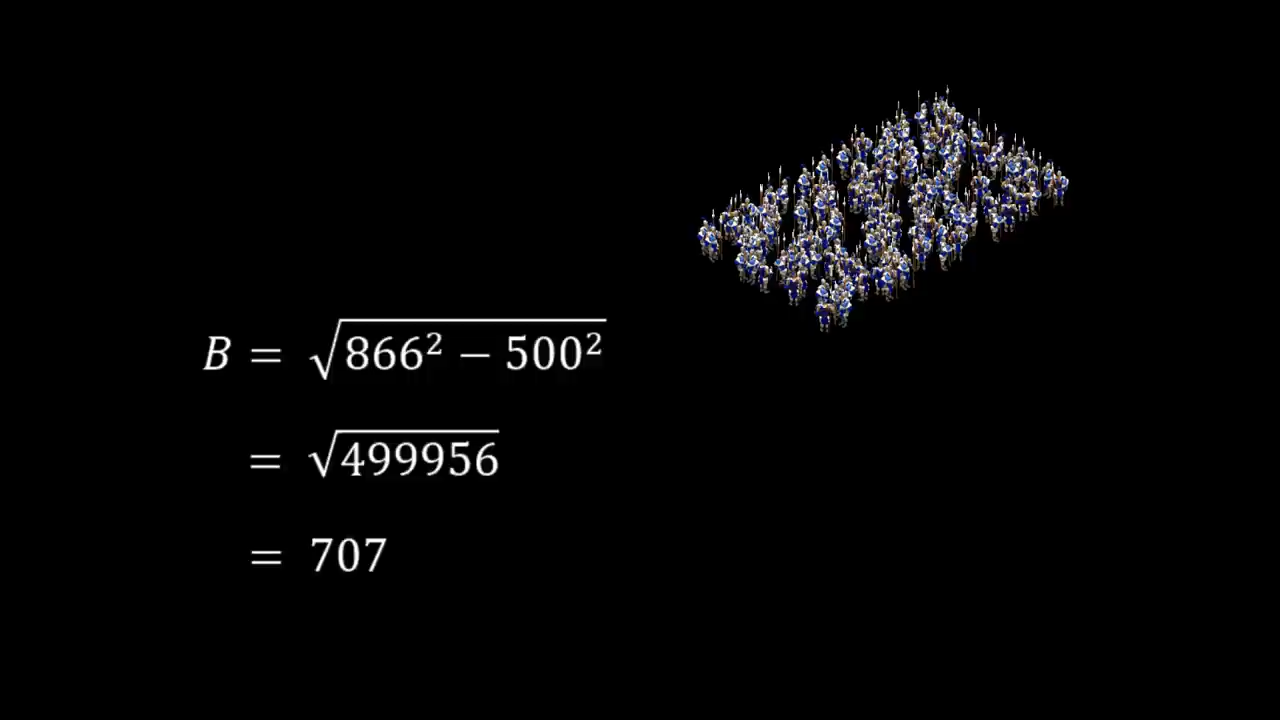 B = √866² − 500²
= √499956
= 707